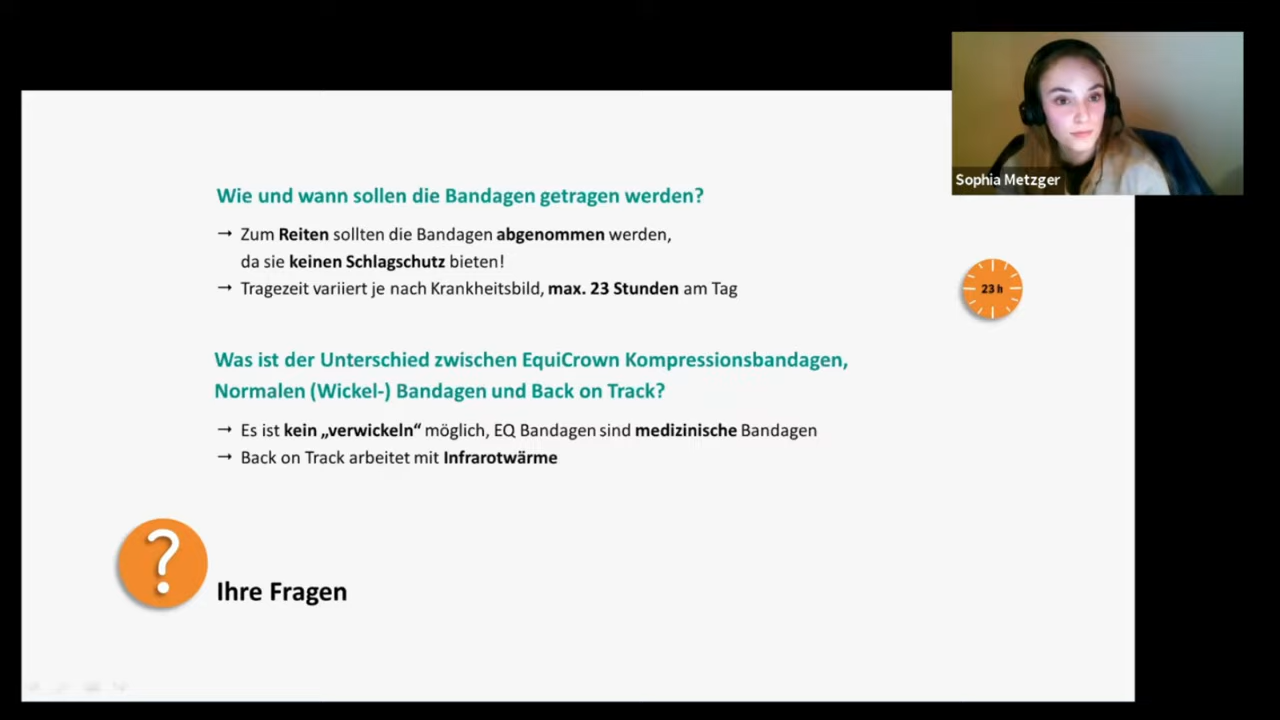 Sophia Metzger
Wie und wann sollen die Bandagen getragen werden?
→ Zum Reiten sollten die Bandagen abgenommen werden,
da sie keinen Schlagschutz bieten!
→ Tragezeit variiert je nach Krankheitsbild, max. 23 Stunden am Tag
23 h
Was ist der Unterschied zwischen EquiCrown Kompressionsbandagen,
Normalen (Wickel-) Bandagen und Back on Track?
→ Es ist kein „verwickeln“ möglich, EQ Bandagen sind medizinische Bandagen
→ Back on Track arbeitet mit Infrarotwärme
?
Ihre Fragen